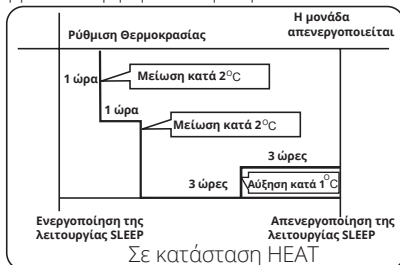 Ρύθμιση Θερμοκρασίας
Η μονάδα
απενεργοποιείται
1 ώρα
Μείωση κατά 2°C
1 ώρα
Μείωση κατά 2°C
3 ώρες
3 ώρες
Αύξηση κατά 1°C
Ενεργοποίηση της
λειτουργίας SLEEP
Απενεργοποίηση της
λειτουργίας SLEEP
Σε κατάσταση HEAT